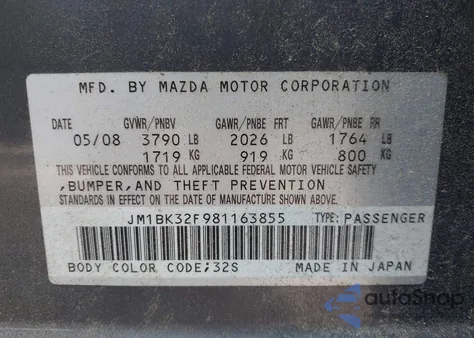 MFD. BY MAZDA MOTOR CORPORATION
DATE GVWR/PNBV GAWR/PNBE FRT GAWR/PNBE RR
05/08 3790 LB 2026 LB 1764 LB
1719 KG 919 KG 800 KG
THIS VEHICLE CONFORMS TO ALL APPLICABLE FEDERAL MOTOR VEHICLE SAFETY
,BUMPER,AND THEFT PREVENTION
STANDARDS IN EFFECT ON THE DATE OF MANUFACTURE SHOWN ABOVE.
JM1BK32F981163855 TYPE:PASSENGER
BODY COLOR CODE;32S MADE IN JAPAN
autoShop